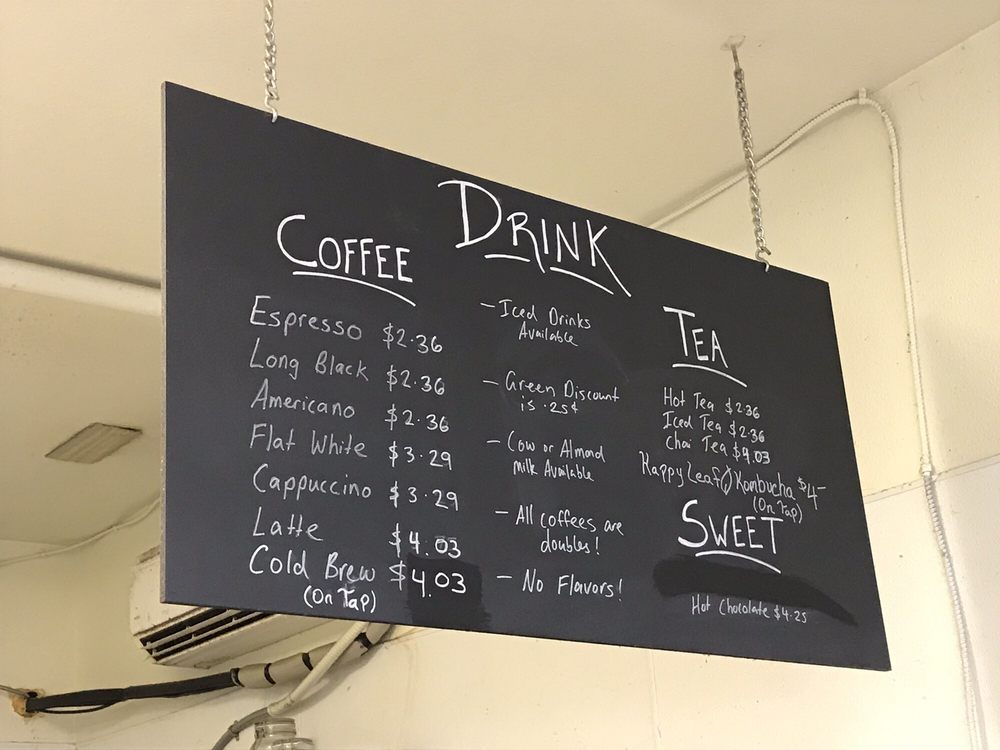 DRINK
COFFEE
Espresso $2.36
Long Black $2.36
Americano $2.36
Flat White $3.29
Cappuccino $3.29
Latte $4.03
Cold Brew $4.03
(On Tap)
- Iced Drinks
Available
- Green Discount
is .25¢
- Cow or Almond
Milk Available
- All coffees are
doubles!
- No Flavors!
TEA
Hot Tea $2.36
Iced Tea $2.36
Chai Tea $4.03
Kappy Leaf Kombucha $4-
(On Tap)
SWEET
Hot Chocolate $4.25